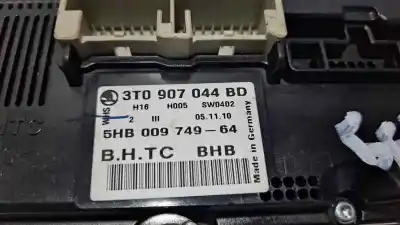 3T0 907 044 BD
WHS H16 H005 SW0402
2 III 05.11.10
5HB 009 749-64
B.H.TC BHB
Made in Germany